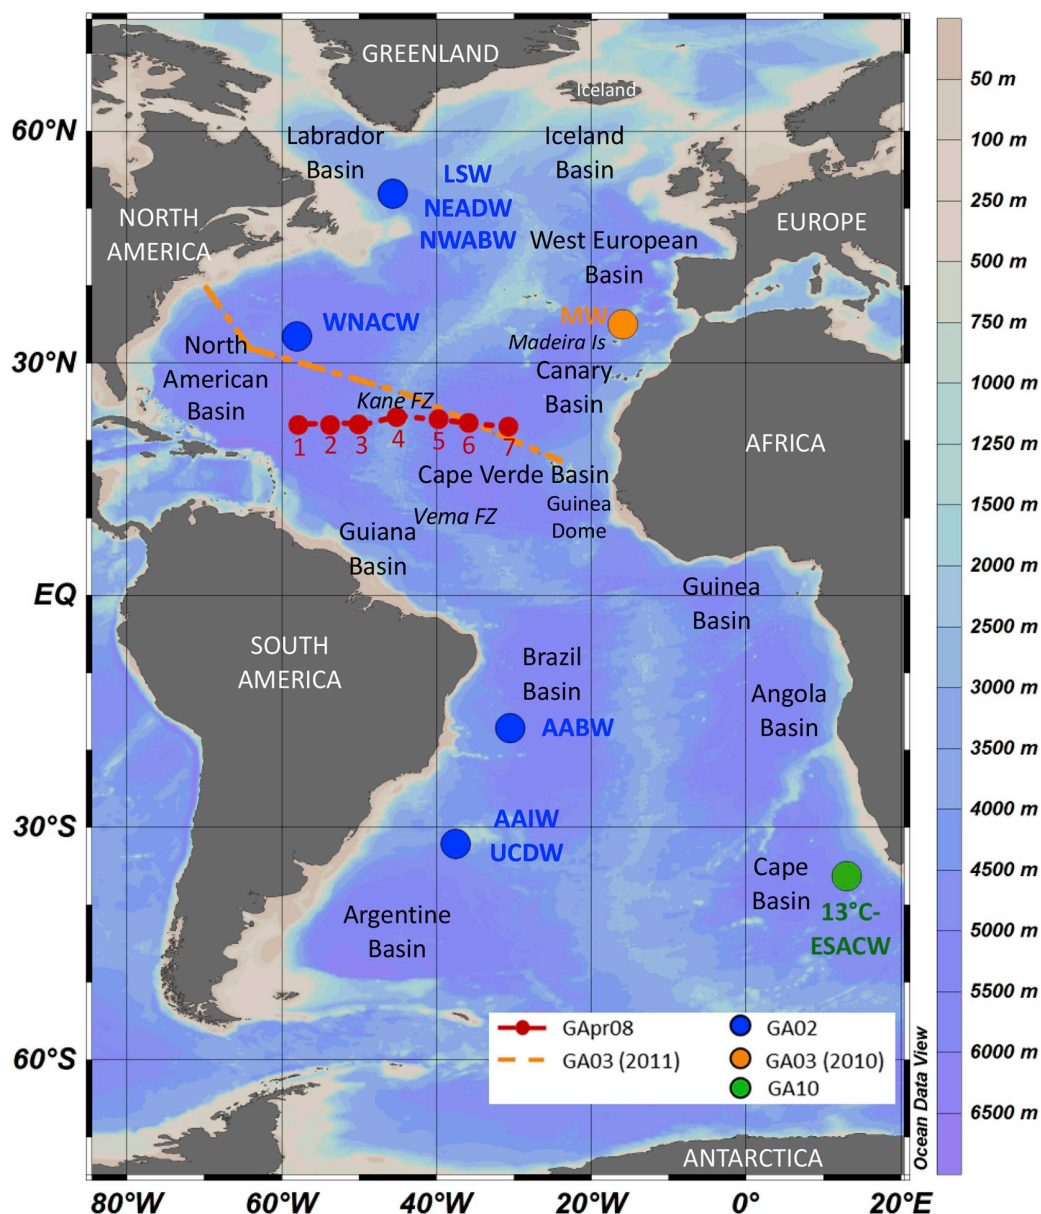 GREENLAND
Iceland
60°N
Labrador
Basin
Iceland
Basin
LSW
NEADW
NWABW
NORTH
AMERICA
EUROPE
West European
Basin
WNACW
MW
Madeira Is
North
American
Basin
30°N
Canary
Basin
Kane FZ
1
2
3
4
5
6
7
AFRICA
Cape Verde Basin
Guinea
Dome
Vema FZ
Guiana
Basin
EQ
Guinea
Basin
SOUTH
AMERICA
Brazil
Basin
Angola
Basin
AABW
30°S
AAIW
UCDW
Cape
Basin
13°C-
ESACW
Argentine
Basin
GApr08
GA03 (2011)
GA02
GA03 (2010)
GA10
60°S
ANTARCTICA
80°W
60°W
40°W
20°W
0°
20°E
50 m
100 m
250 m
500 m
750 m
1000 m
1250 m
1500 m
2000 m
2500 m
3000 m
3500 m
4000 m
4500 m
5000 m
5500 m
6000 m
6500 m
Ocean Data View